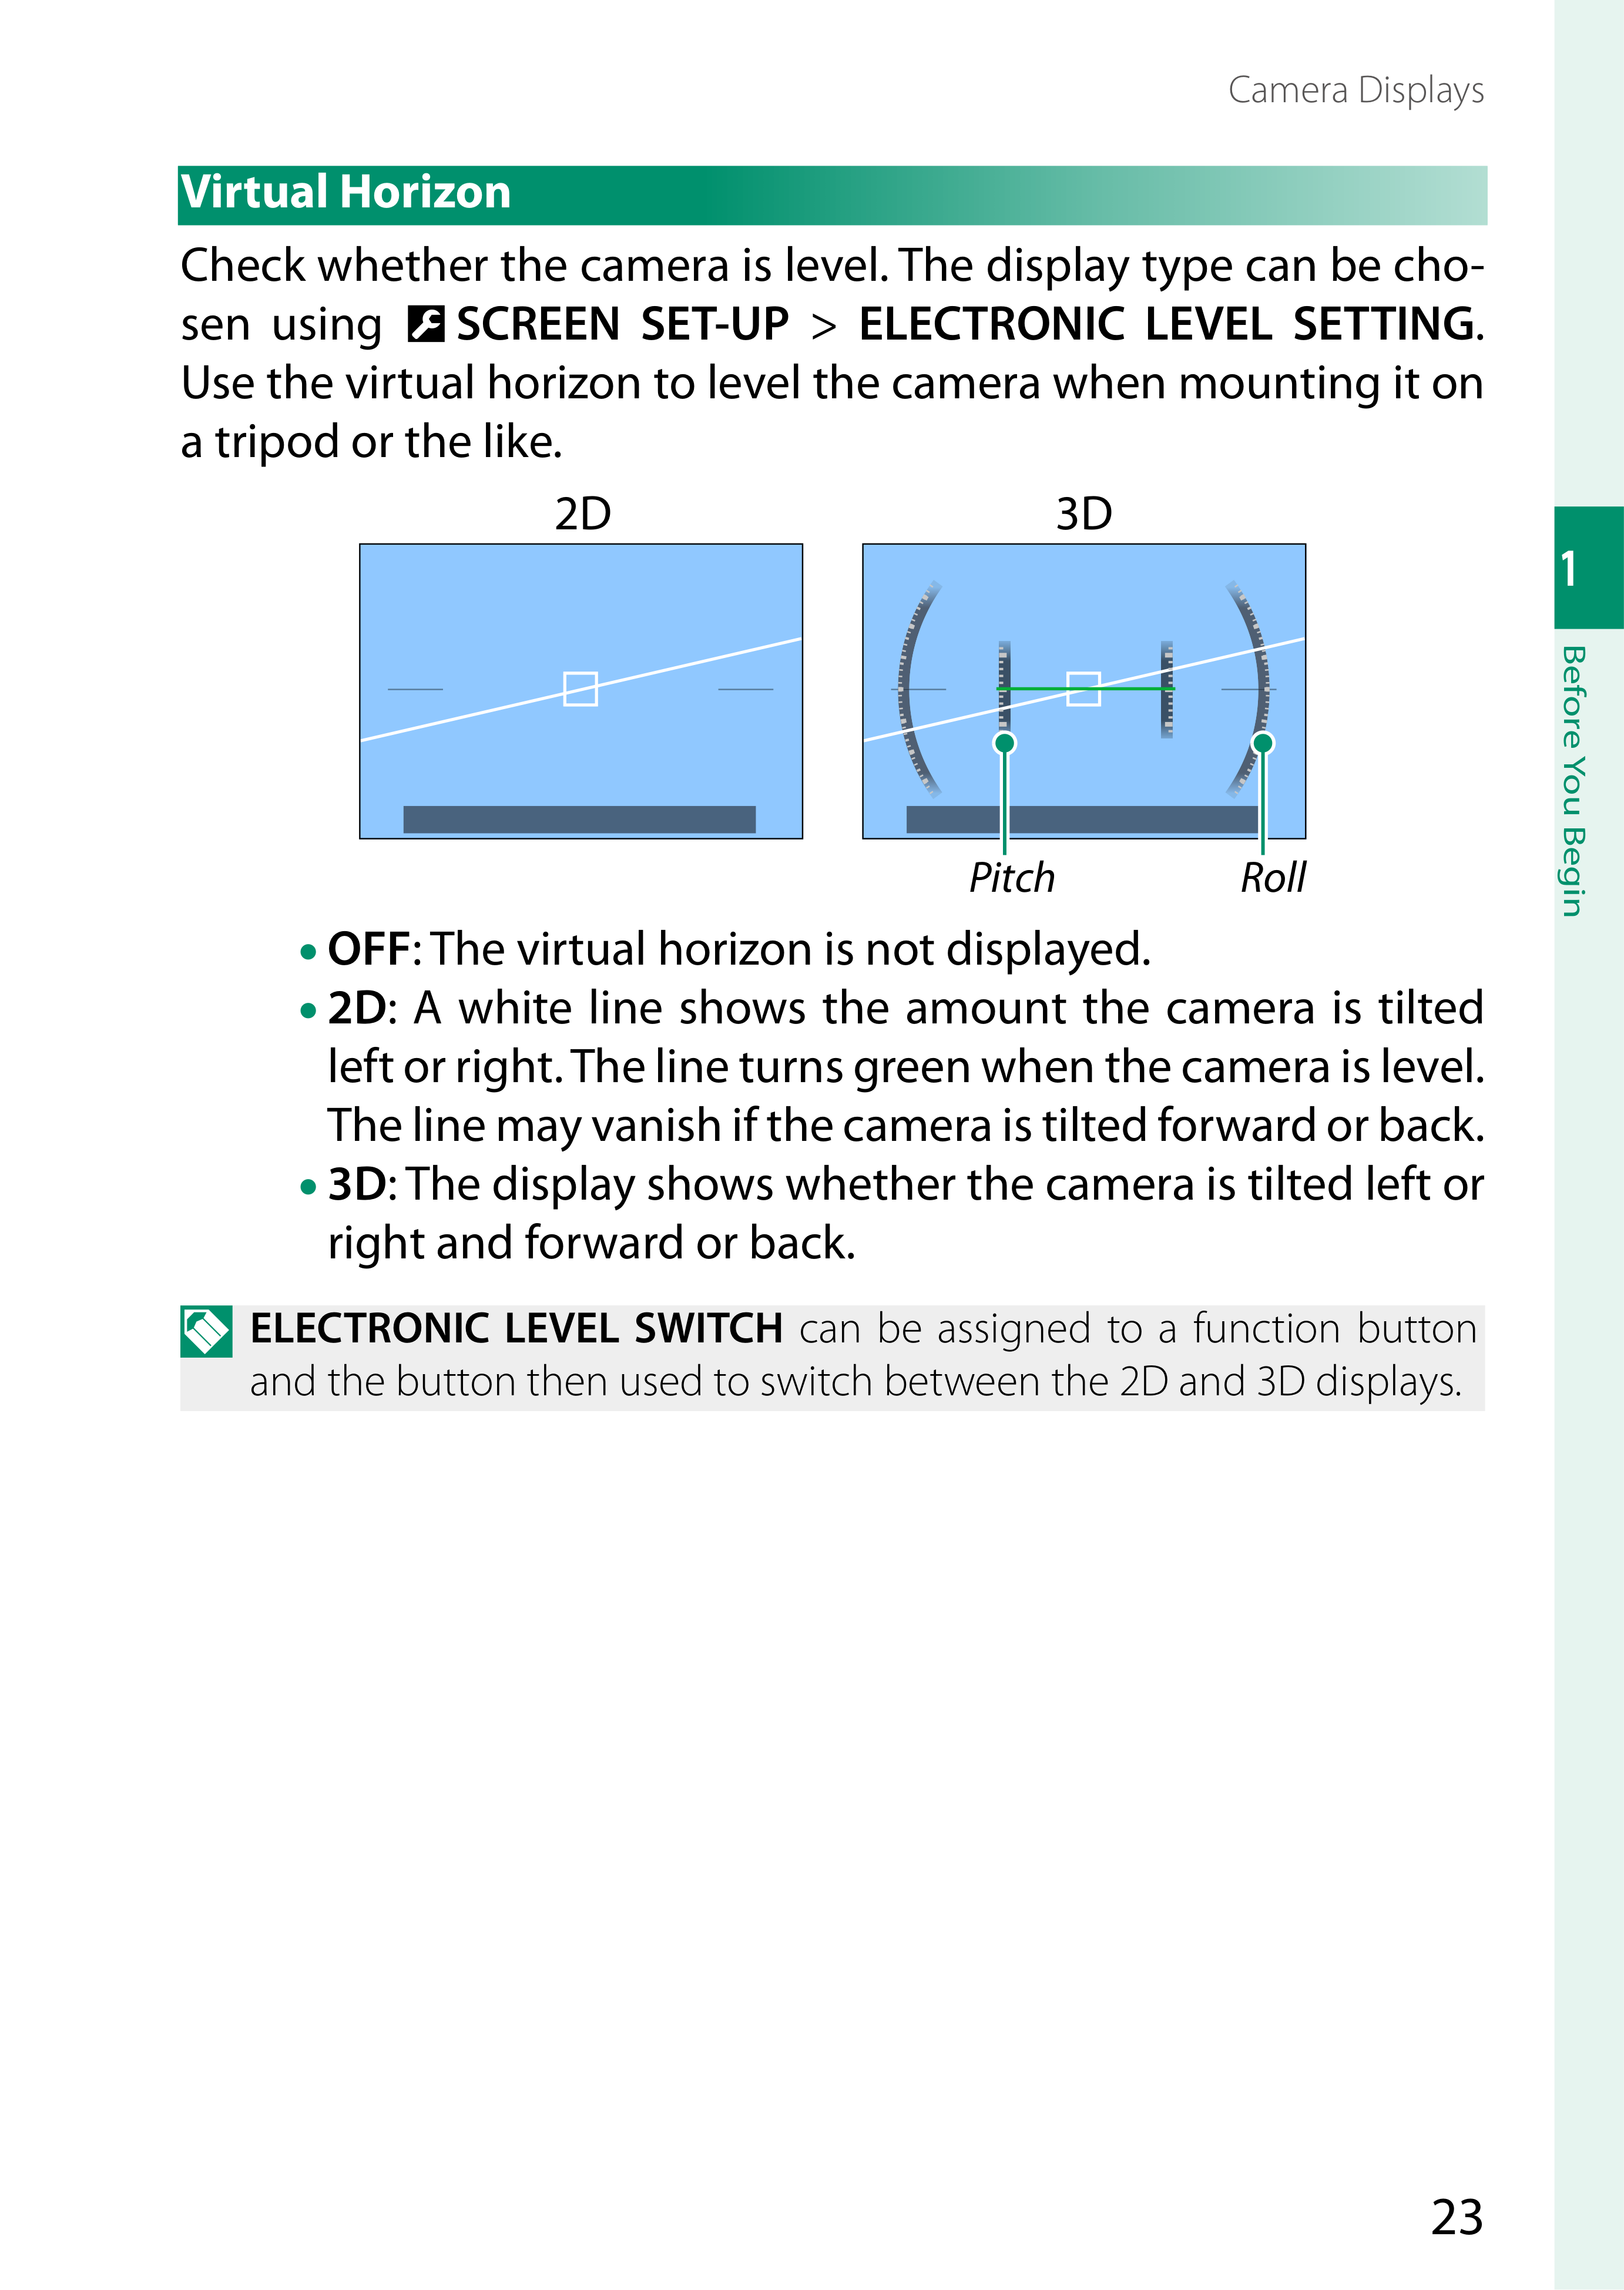 Camera Displays
Virtual Horizon
Check whether the camera is level. The display type can be cho-
sen using SCREEN SET-UP > ELECTRONIC LEVEL SETTING.
Use the virtual horizon to level the camera when mounting it on
a tripod or the like.
2D 3D
Pitch Roll
• OFF: The virtual horizon is not displayed.
• 2D: A white line shows the amount the camera is tilted
left or right. The line turns green when the camera is level.
The line may vanish if the camera is tilted forward or back.
• 3D: The display shows whether the camera is tilted left or
right and forward or back.
ELECTRONIC LEVEL SWITCH can be assigned to a function button
and the button then used to switch between the 2D and 3D displays.
1
Before You Begin
23